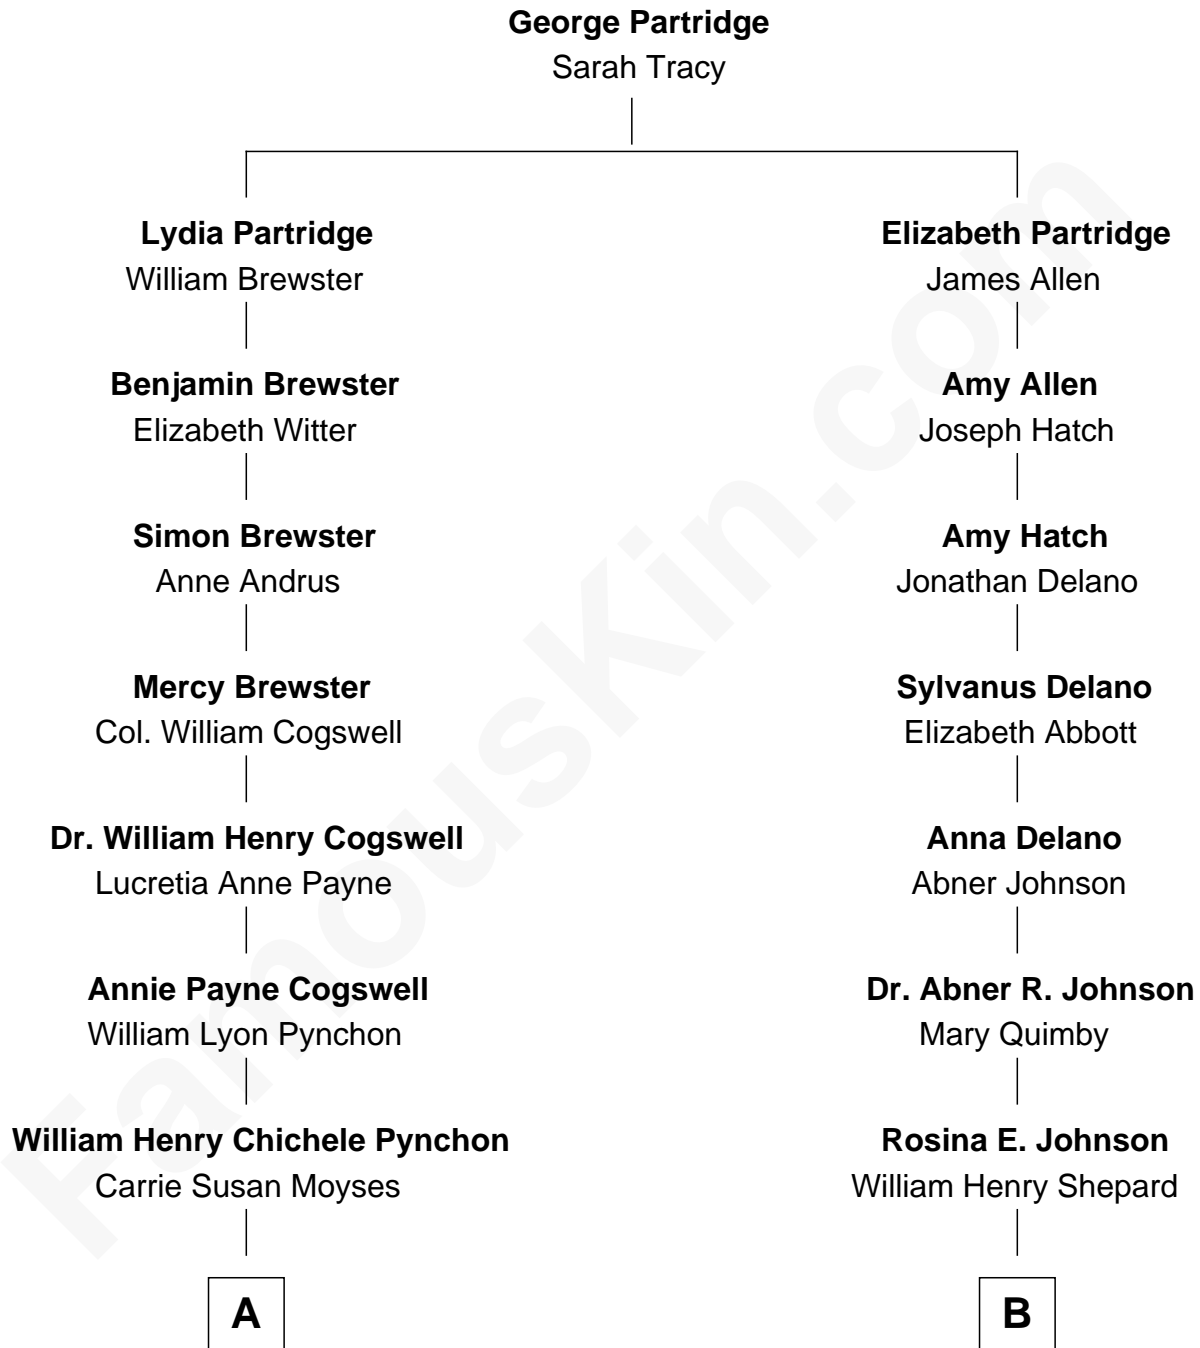 George Partridge
Sarah Tracy
Lydia Partridge
William Brewster
Benjamin Brewster
Elizabeth Witter
Simon Brewster
Anne Andrus
Mercy Brewster
Col. William Cogswell
Dr. William Henry Cogswell
Lucretia Anne Payne
Annie Payne Cogswell
William Lyon Pynchon
William Henry Chichele Pynchon
Carrie Susan Moyses
A
Elizabeth Partridge
James Allen
Amy Allen
Joseph Hatch
Amy Hatch
Jonathan Delano
Sylvanus Delano
Elizabeth Abbott
Anna Delano
Abner Johnson
Dr. Abner R. Johnson
Mary Quimby
Rosina E. Johnson
William Henry Shepard
B
FamousKin.com